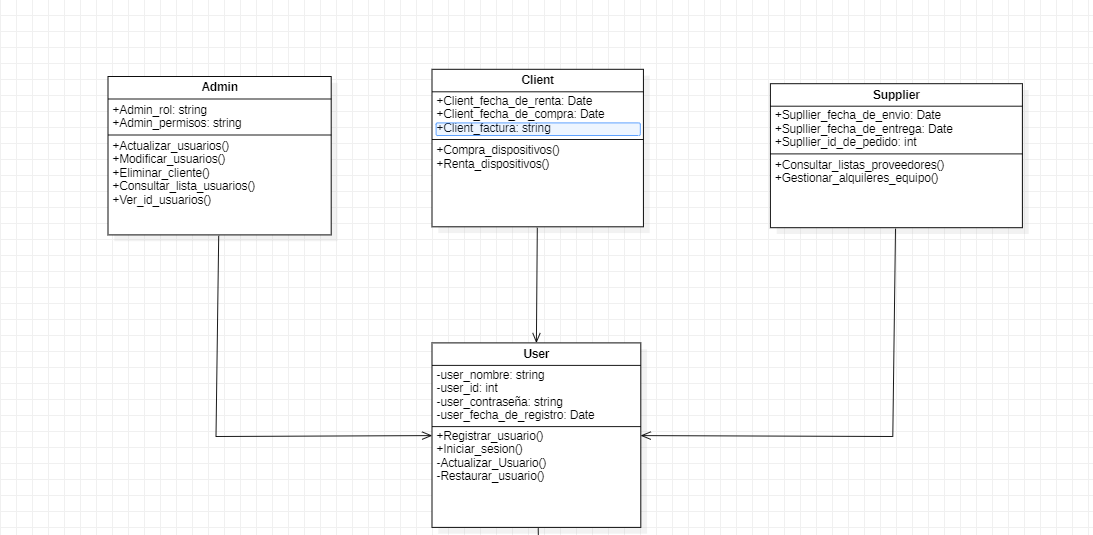 Admin
+Admin_rol: string
+Admin_permisos: string
+Actualizar_usuarios()
+Modificar_usuarios()
+Eliminar_cliente()
+Consultar_lista_usuarios()
+Ver_id_usuarios()
Client
+Client_fecha_de_renta: Date
+Client_fecha_de_compra: Date
+Client_factura: string
+Compra_dispositivos()
+Renta_dispositivos()
Supplier
+Supllier_fecha_de_envio: Date
+Supllier_fecha_de_entrega: Date
+Supllier_id_de_pedido: int
+Consultar_listas_proveedores()
+Gestionar_alquileres_equipo()
User
-user_nombre: string
-user_id: int
-user_contraseña: string
-user_fecha_de_registro: Date
+Registrar_usuario()
+Iniciar_sesion()
-Actualizar_Usuario()
-Restaurar_usuario()